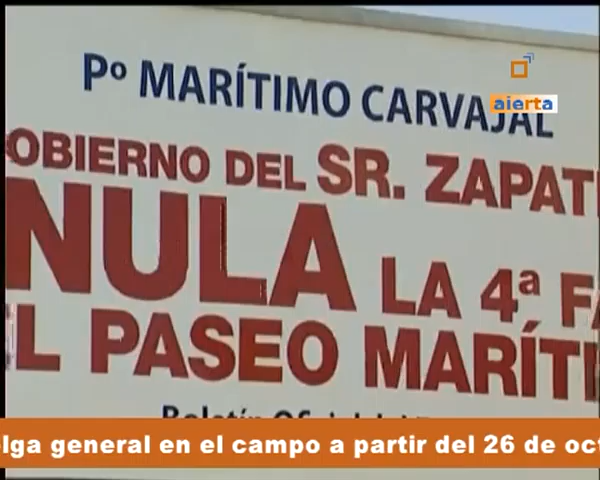 Pº MARÍTIMO CARVAJAL
aierta
OBIERNO DEL SR. ZAPAT
NULA LA 4ª FA
L PASEO MARÍTI
lga general en el campo a partir del 26 de oct